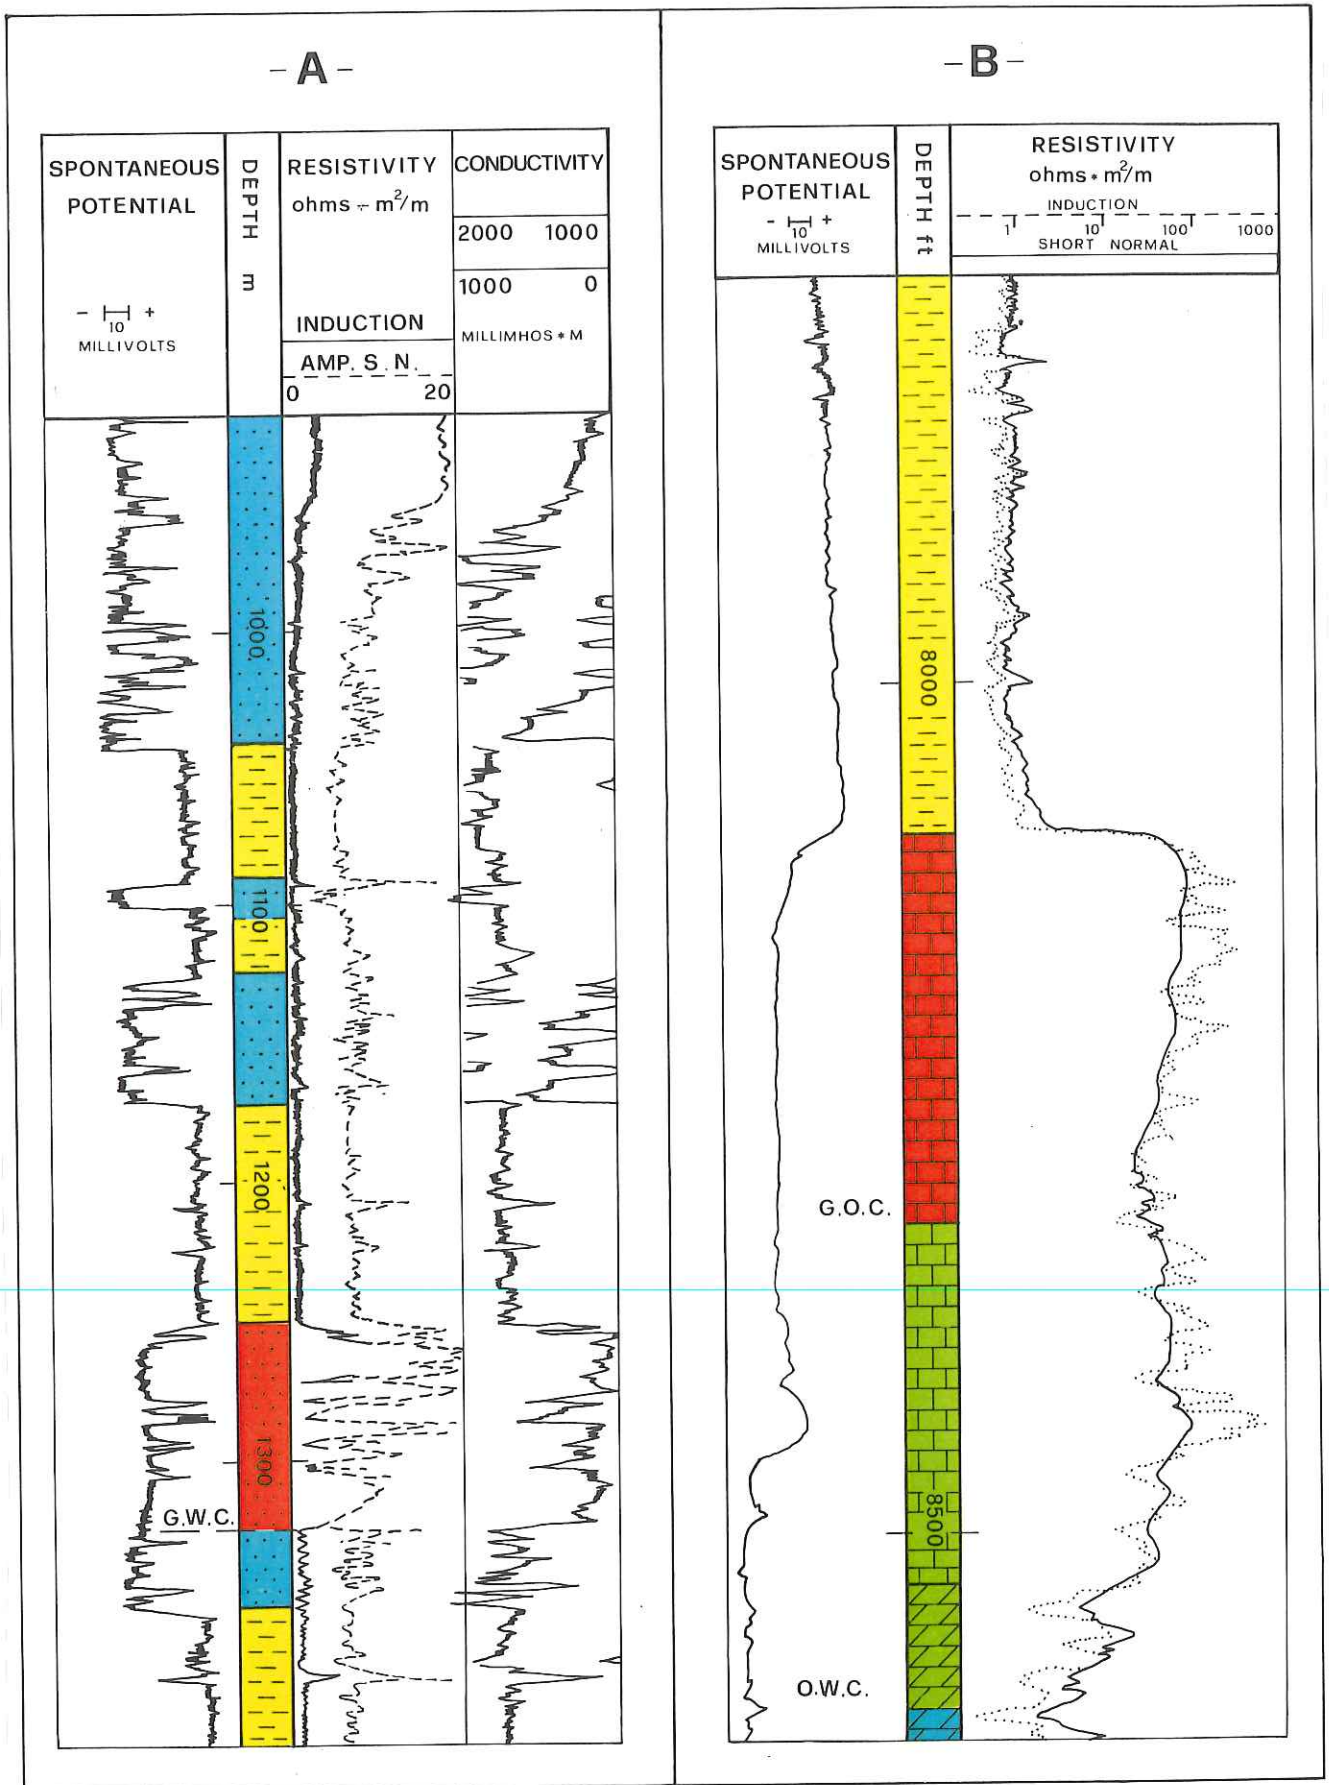 -A-
SPONTANEOUS
POTENTIAL
- 10 +
MILLIVOLTS
DEPTH m
RESISTIVITY
ohms ÷ m²/m
INDUCTION
AMP. S. N.
0 20
CONDUCTIVITY
2000 1000
1000 0
MILLIMHOS * M
1000
1100
1200
1300
G.W.C.
-B-
SPONTANEOUS
POTENTIAL
- 10 +
MILLIVOLTS
DEPTH ft
RESISTIVITY
ohms * m²/m
INDUCTION
1 10 100 1000
SHORT NORMAL
8000
G.O.C.
8500
O.W.C.